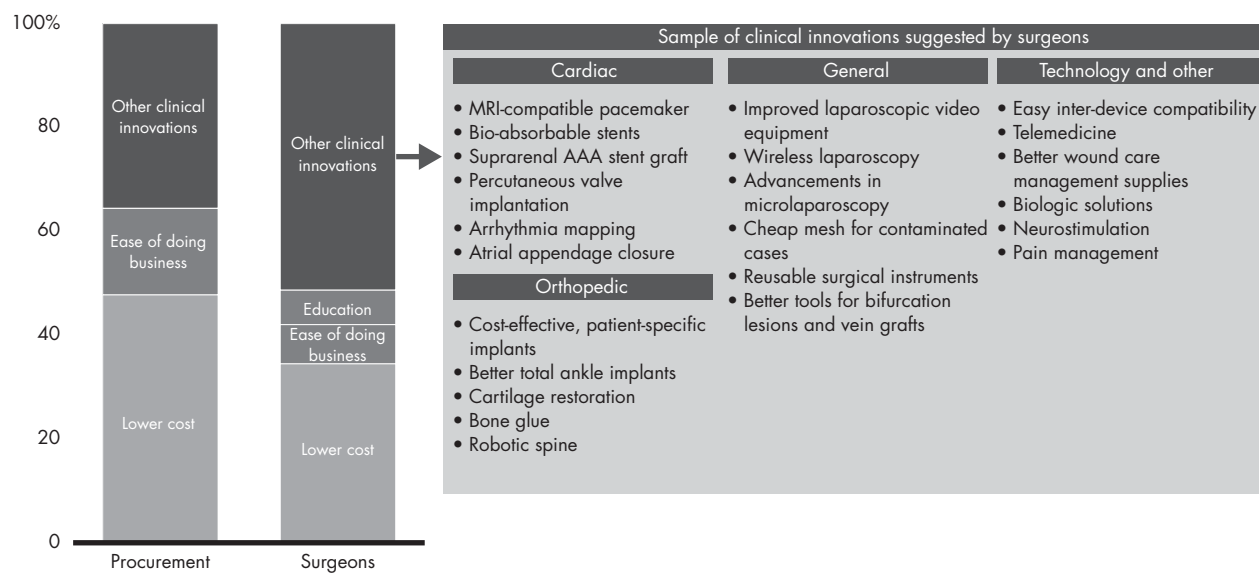 100%
80
60
40
20
0
Other clinical
innovations
Ease of doing
business
Lower cost
Procurement
Other clinical
innovations
Education
Ease of doing
business
Lower cost
Surgeons
Sample of clinical innovations suggested by surgeons
Cardiac
• MRI-compatible pacemaker
• Bio-absorbable stents
• Suprarenal AAA stent graft
• Percutaneous valve
implantation
• Arrhythmia mapping
• Atrial appendage closure
Orthopedic
• Cost-effective, patient-specific
implants
• Better total ankle implants
• Cartilage restoration
• Bone glue
• Robotic spine
General
• Improved laparoscopic video
equipment
• Wireless laparoscopy
• Advancements in
microlaparoscopy
• Cheap mesh for contaminated
cases
• Reusable surgical instruments
• Better tools for bifurcation
lesions and vein grafts
Technology and other
• Easy inter-device compatibility
• Telemedicine
• Better wound care
management supplies
• Biologic solutions
• Neurostimulation
• Pain management